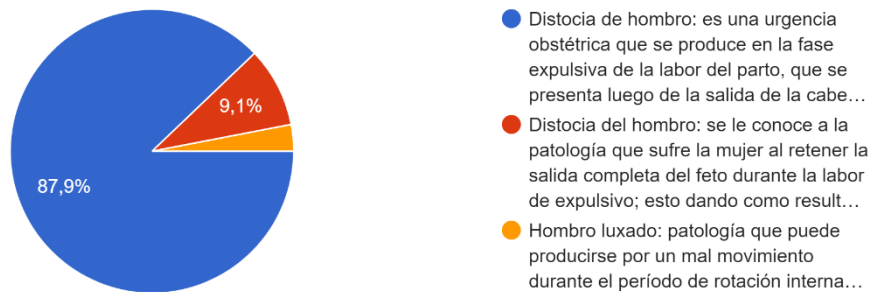 87,9%
9,1%
Distocia de hombro: es una urgencia
obstétrica que se produce en la fase
expulsiva de la labor del parto, que se
presenta luego de la salida de la cabe…
Distocia del hombro: se le conoce a la
patología que sufre la mujer al retener la
salida completa del feto durante la labor
de expulsivo; esto dando como result…
Hombro luxado: patología que puede
producirse por un mal movimiento
durante el período de rotación interna…